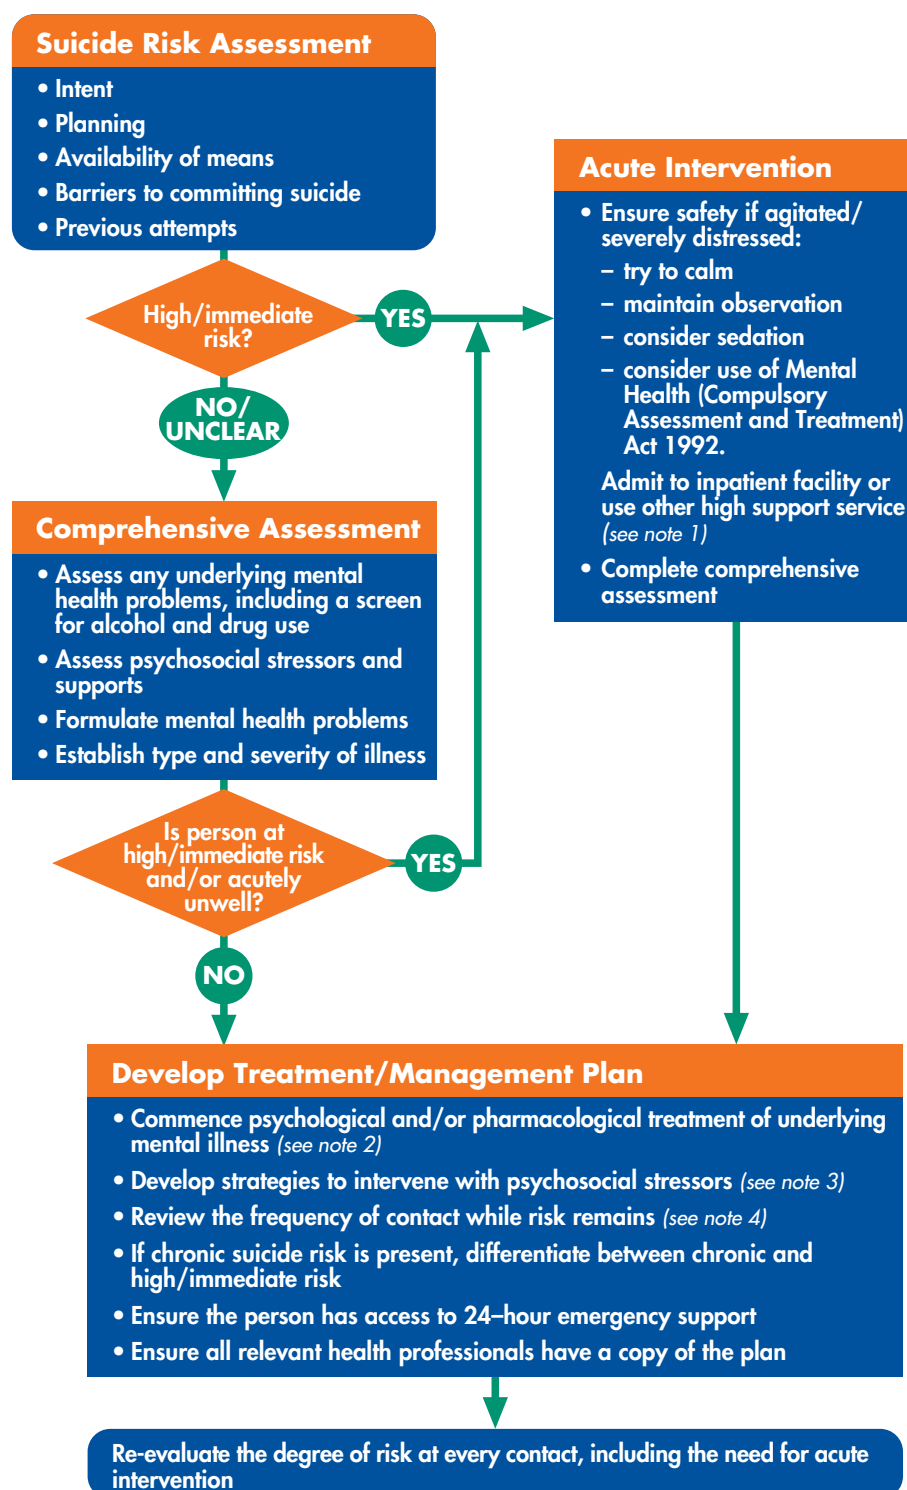 Suicide Risk Assessment
• Intent
• Planning
• Availability of means
• Barriers to committing suicide
• Previous attempts
High/immediate
risk?
YES
NO/
UNCLEAR
Acute Intervention
• Ensure safety if agitated/
severely distressed:
– try to calm
– maintain observation
– consider sedation
– consider use of Mental
Health (Compulsory
Assessment and Treatment)
Act 1992.
Admit to inpatient facility or
use other high support service
(see note 1)
• Complete comprehensive
assessment
Comprehensive Assessment
• Assess any underlying mental
health problems, including a screen
for alcohol and drug use
• Assess psychosocial stressors and
supports
• Formulate mental health problems
• Establish type and severity of illness
Is person at
high/immediate risk
and/or acutely
unwell?
YES
NO
Develop Treatment/Management Plan
• Commence psychological and/or pharmacological treatment of underlying
mental illness (see note 2)
• Develop strategies to intervene with psychosocial stressors (see note 3)
• Review the frequency of contact while risk remains (see note 4)
• If chronic suicide risk is present, differentiate between chronic and
high/immediate risk
• Ensure the person has access to 24–hour emergency support
• Ensure all relevant health professionals have a copy of the plan
Re-evaluate the degree of risk at every contact, including the need for acute
intervention